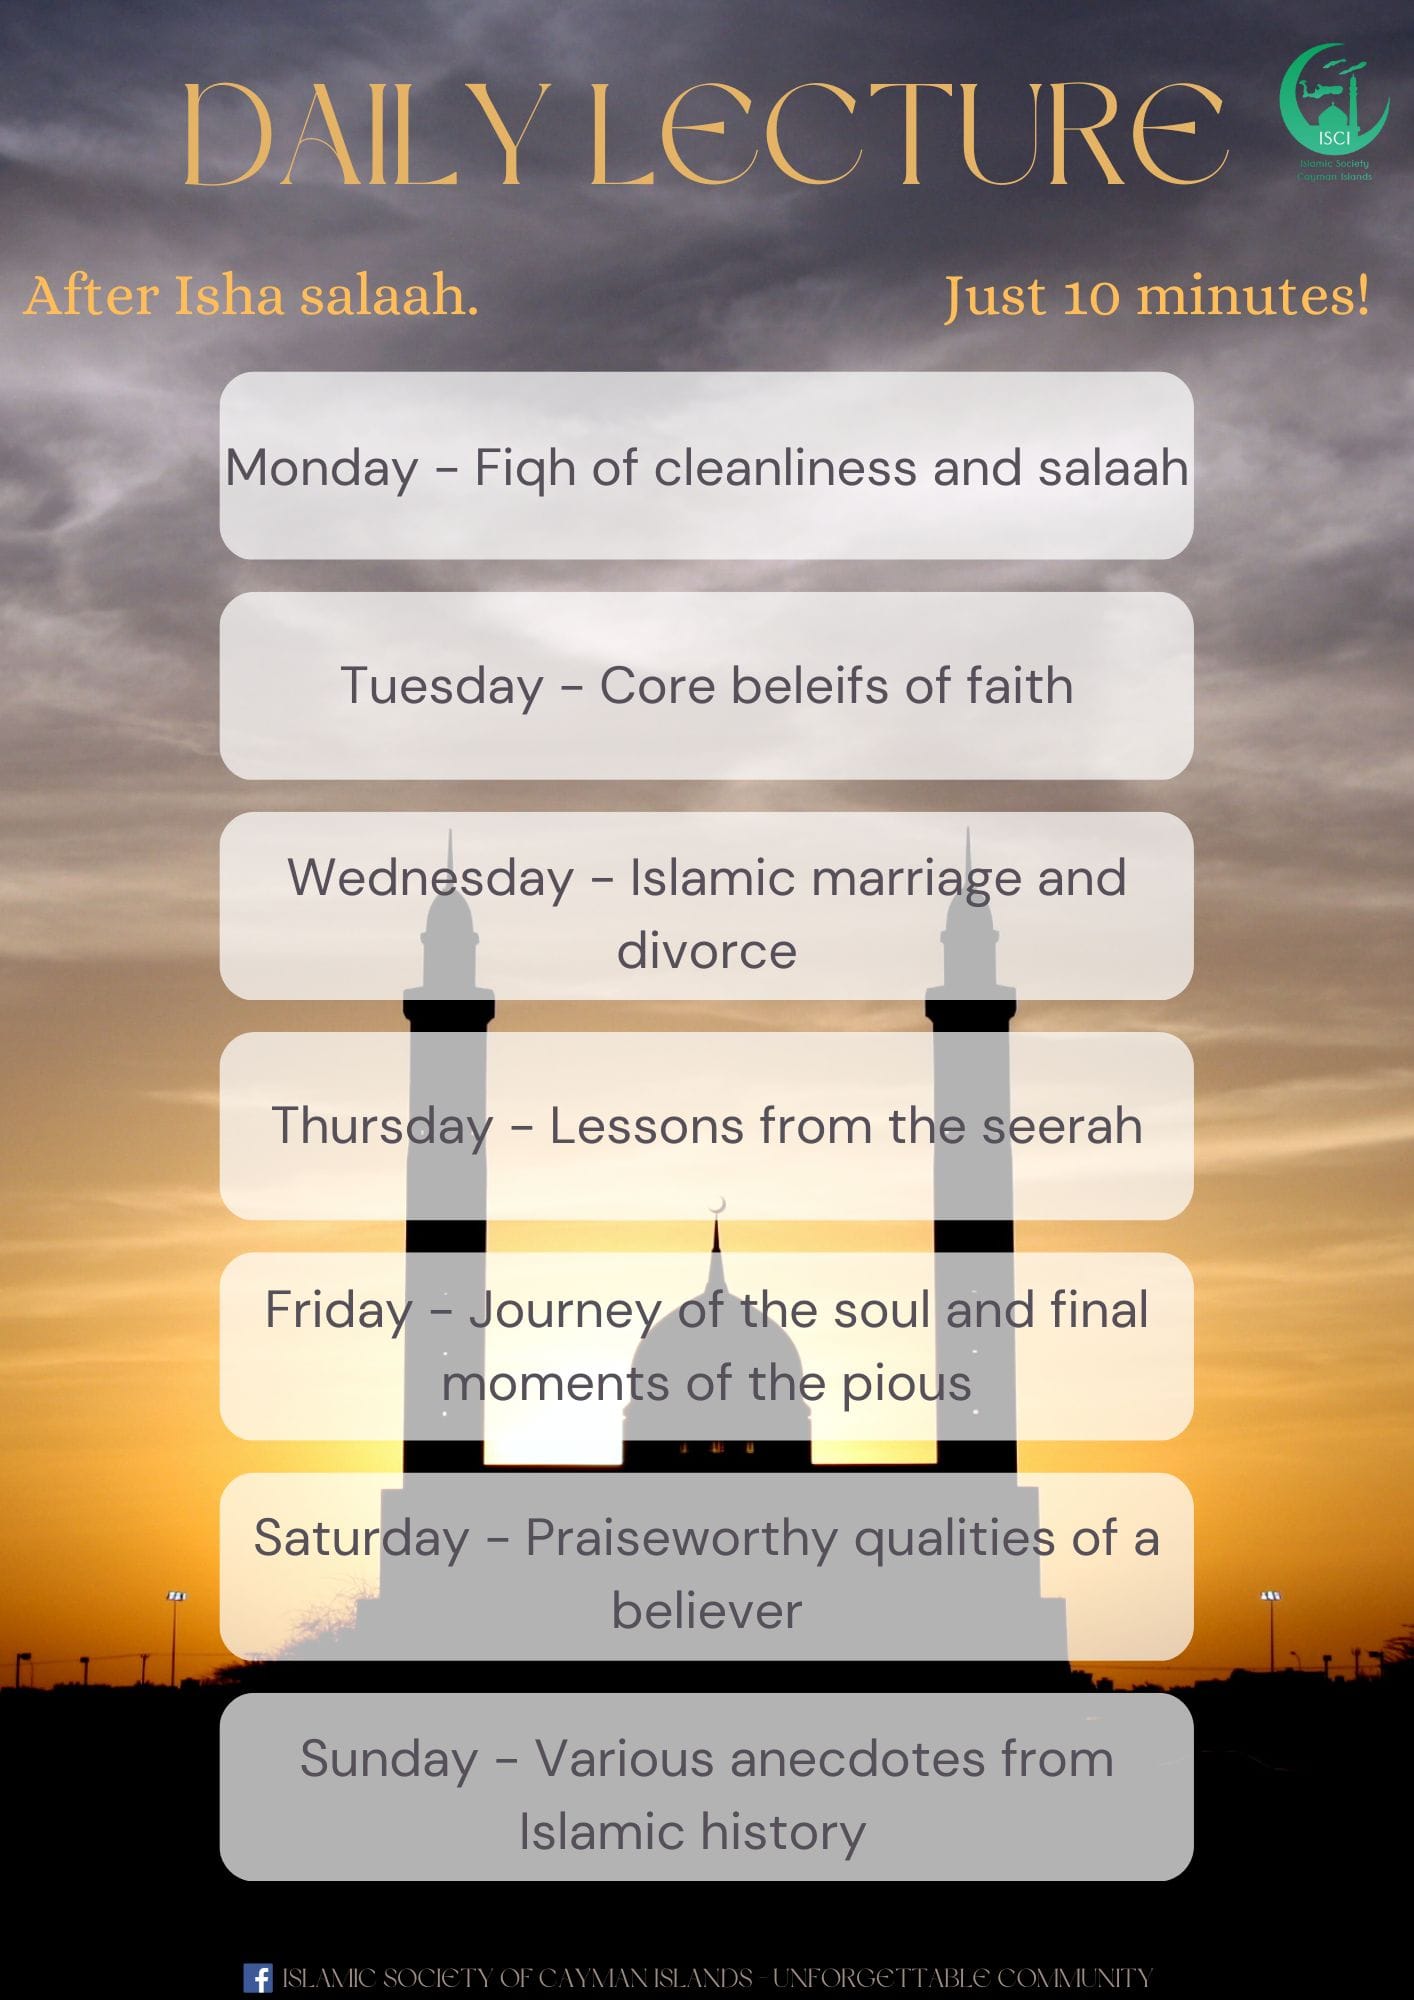 DAILY LECTURE
ISCI
Islamic Society
Cayman Islands
After Isha salaah.
Just 10 minutes!
Monday - Fiqh of cleanliness and salaah
Tuesday - Core beleifs of faith
Wednesday - Islamic marriage and
divorce
Thursday - Lessons from the seerah
Friday - Journey of the soul and final
moments of the pious
Saturday - Praiseworthy qualities of a
believer
Sunday - Various anecdotes from
Islamic history
ISLAMIC SOCIETY OF CAYMAN ISLANDS - UNFORGETTABLE COMMUNITY